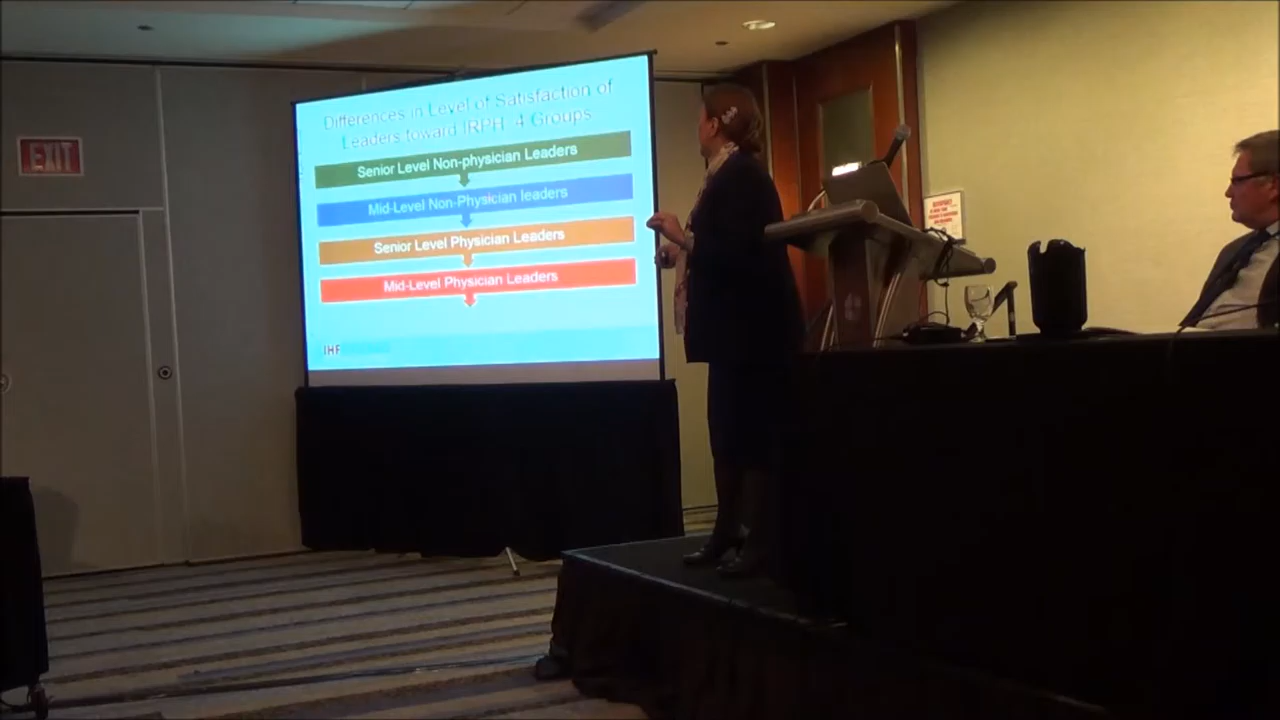 EXIT
Differences in Level of Satisfaction of
Leaders toward IRPH 4 Groups
Senior Level Non-physician Leaders
Mid-Level Non-Physician leaders
Senior Level Physician Leaders
Mid-Level Physician Leaders
IHF